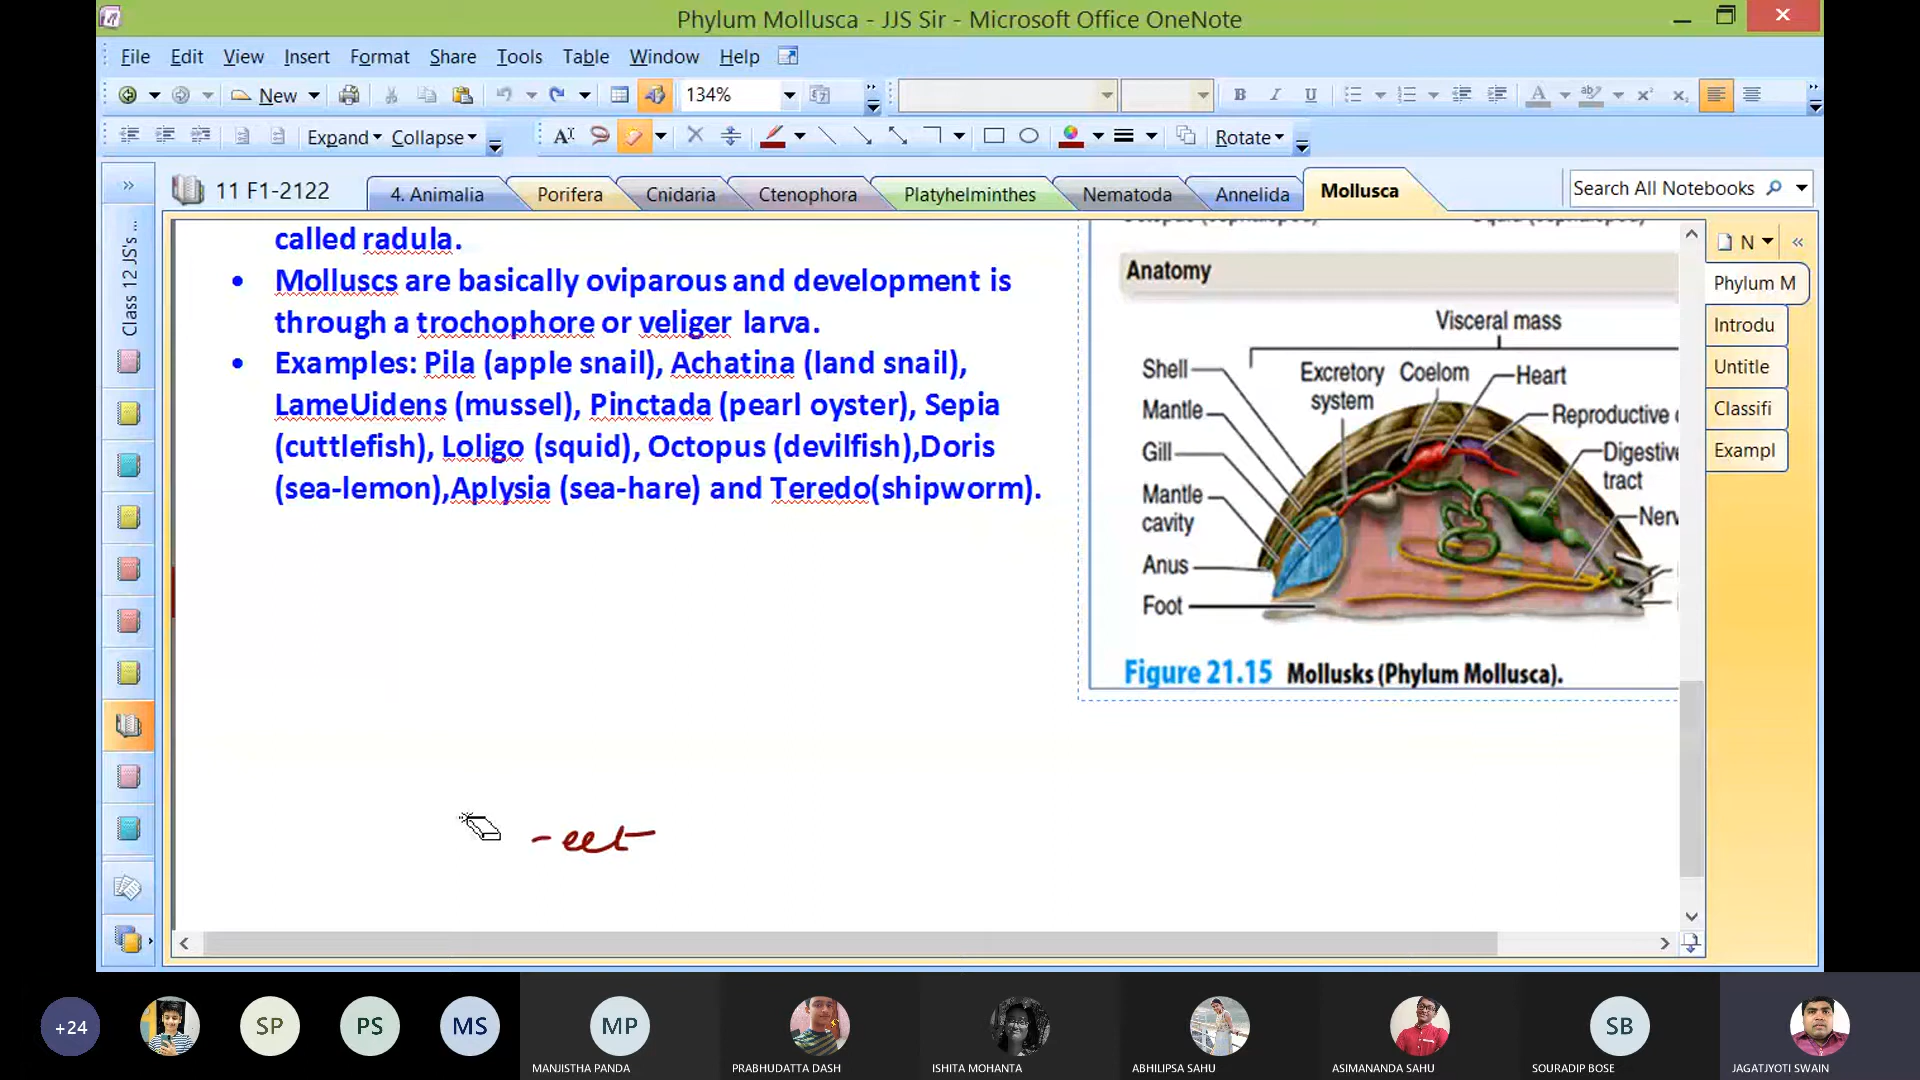 Phylum Mollusca - JJS Sir - Microsoft Office OneNote
File Edit View Insert Format Share Tools Table Window Help
New 134% B I U
Expand Collapse Rotate
11 F1-2122 4. Animalia Porifera Cnidaria Ctenophora Platyhelminthes Nematoda Annelida Mollusca Search All Notebooks
Class 12 JS's ...
called radula.
• Molluscs are basically oviparous and development is
through a trochophore or veliger larva.
• Examples: Pila (apple snail), Achatina (land snail),
LameUidens (mussel), Pinctada (pearl oyster), Sepia
(cuttlefish), Loligo (squid), Octopus (devilfish),Doris
(sea-lemon),Aplysia (sea-hare) and Teredo(shipworm).
Anatomy
Visceral mass
Shell
Mantle
Gill
Mantle
cavity
Anus
Foot
Excretory
system
Coelom
Heart
Reproductive
Digestive
tract
Nerv
Figure 21.15 Mollusks (Phylum Mollusca).
N
Phylum M
Introdu
Untitle
Classifi
Exampl
+24 SP PS MS MP SB
MANJISTHA PANDA PRABHUDATTA DASH ISHITA MOHANTA ABHILIPSA SAHU ASIMANANDA SAHU SOURADIP BOSE JAGATJYOTI SWAIN